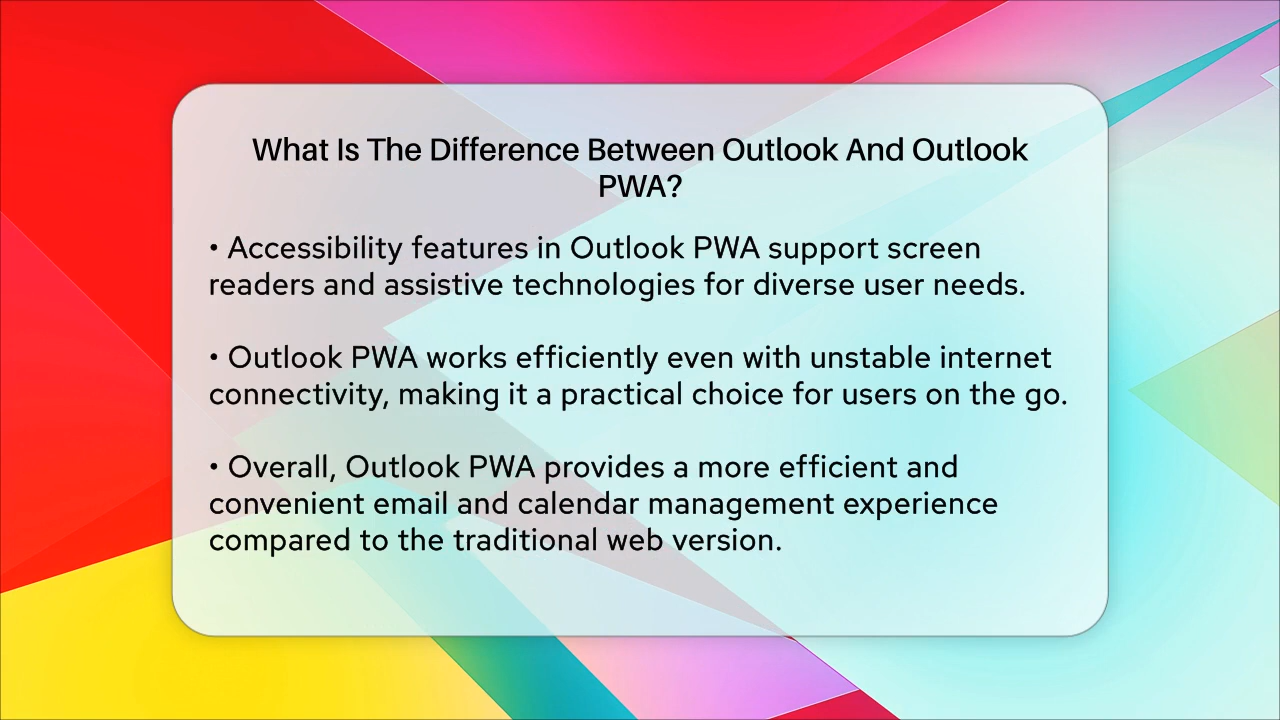 What Is The Difference Between Outlook And Outlook
PWA?
• Accessibility features in Outlook PWA support screen
readers and assistive technologies for diverse user needs.
• Outlook PWA works efficiently even with unstable internet
connectivity, making it a practical choice for users on the go.
• Overall, Outlook PWA provides a more efficient and
convenient email and calendar management experience
compared to the traditional web version.